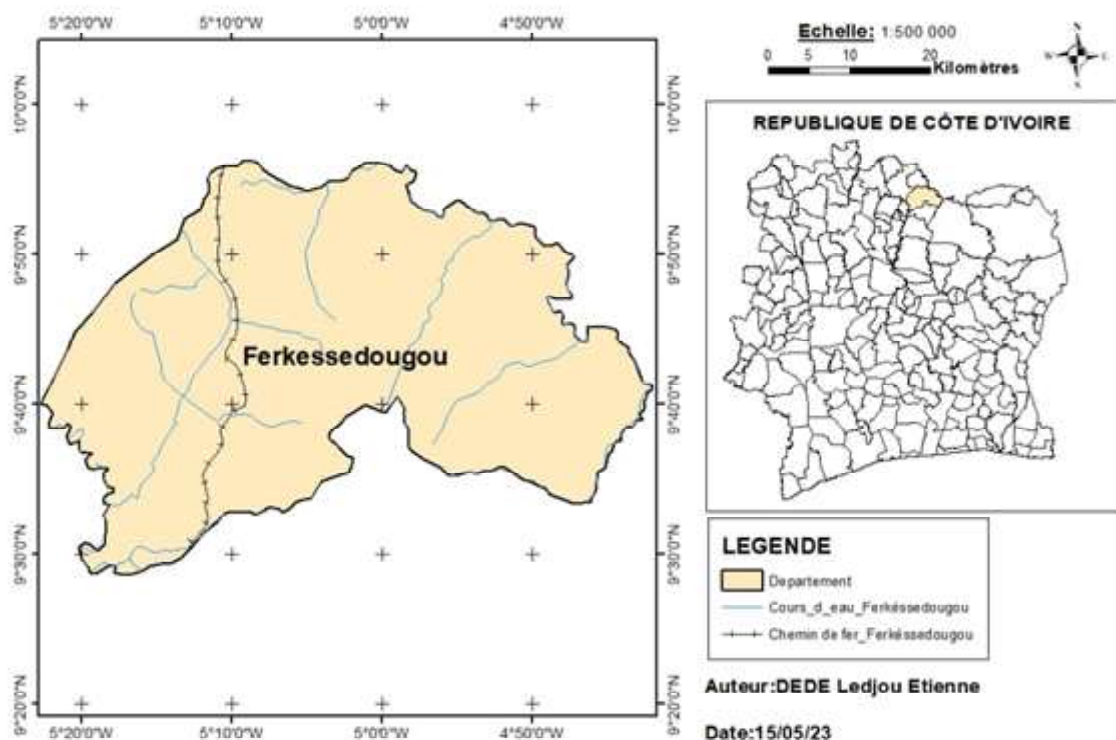 5°20'0"W 5°10'0"W 5°0'0"W 4°50'0"W
10°0'0"N 10°0'0"N
9°50'0"N 9°50'0"N
9°40'0"N 9°40'0"N
9°30'0"N 9°30'0"N
9°20'0"N 9°20'0"N
Ferkessedougou
5°20'0"W 5°10'0"W 5°0'0"W 4°50'0"W
Echelle: 1:500 000
0 5 10 20
Kilomètres
N
W E
S
REPUBLIQUE DE CÔTE D'IVOIRE
LEGENDE
Departement
Cours_d_eau_Ferkéssedougou
Chemin de fer_Ferkéssedougou
Auteur:DEDE Ledjou Etienne
Date:15/05/23